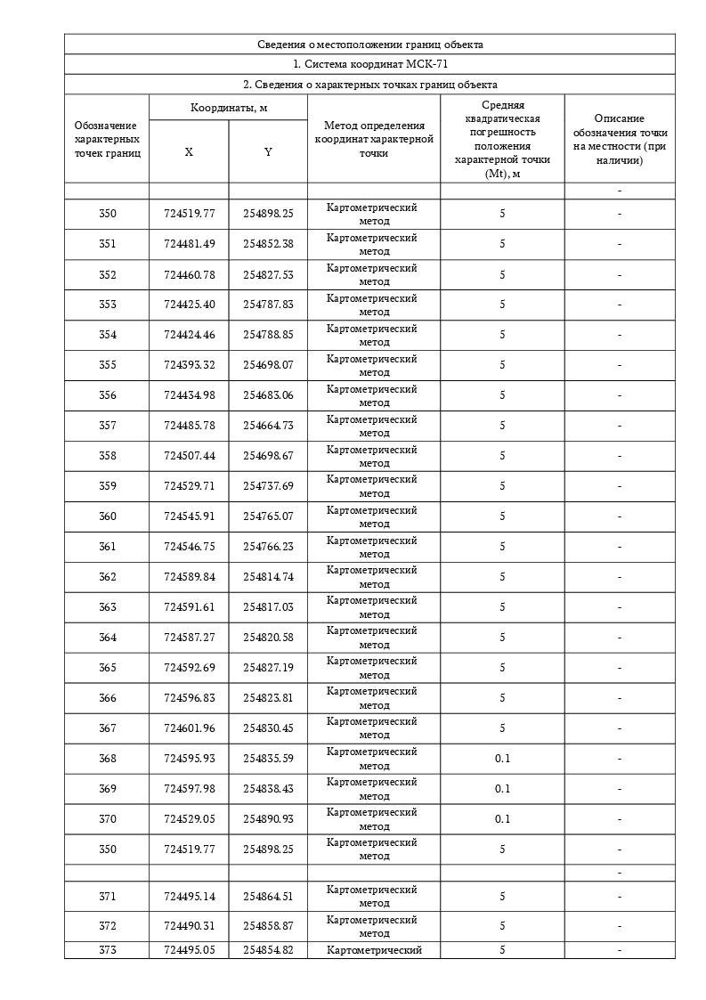 Сведения о местоположении границ объекта
1. Система координат МСК-71
2. Сведения о характерных точках границ объекта
Обозначение
характерных
точек границ
Координаты, м
X
Y
Метод определения
координат характерной
точки
Средняя
квадратическая
погрешность
положения
характерной точки
(Mt), м
Описание
обозначения точки
на местности (при
наличии)
-
350 724519.77 254898.25 Картометрический
метод 5 -
351 724481.49 254852.38 Картометрический
метод 5 -
352 724460.78 254827.53 Картометрический
метод 5 -
353 724425.40 254787.83 Картометрический
метод 5 -
354 724424.46 254788.85 Картометрический
метод 5 -
355 724393.32 254698.07 Картометрический
метод 5 -
356 724434.98 254683.06 Картометрический
метод 5 -
357 724485.78 254664.73 Картометрический
метод 5 -
358 724507.44 254698.67 Картометрический
метод 5 -
359 724529.71 254737.69 Картометрический
метод 5 -
360 724545.91 254765.07 Картометрический
метод 5 -
361 724546.75 254766.23 Картометрический
метод 5 -
362 724589.84 254814.74 Картометрический
метод 5 -
363 724591.61 254817.03 Картометрический
метод 5 -
364 724587.27 254820.58 Картометрический
метод 5 -
365 724592.69 254827.19 Картометрический
метод 5 -
366 724596.83 254823.81 Картометрический
метод 5 -
367 724601.96 254830.45 Картометрический
метод 5 -
368 724595.93 254835.59 Картометрический
метод 0.1 -
369 724597.98 254838.43 Картометрический
метод 0.1 -
370 724529.05 254890.93 Картометрический
метод 0.1 -
350 724519.77 254898.25 Картометрический
метод 5 -
-
371 724495.14 254864.51 Картометрический
метод 5 -
372 724490.31 254858.87 Картометрический
метод 5 -
373 724495.05 254854.82 Картометрический 5 -